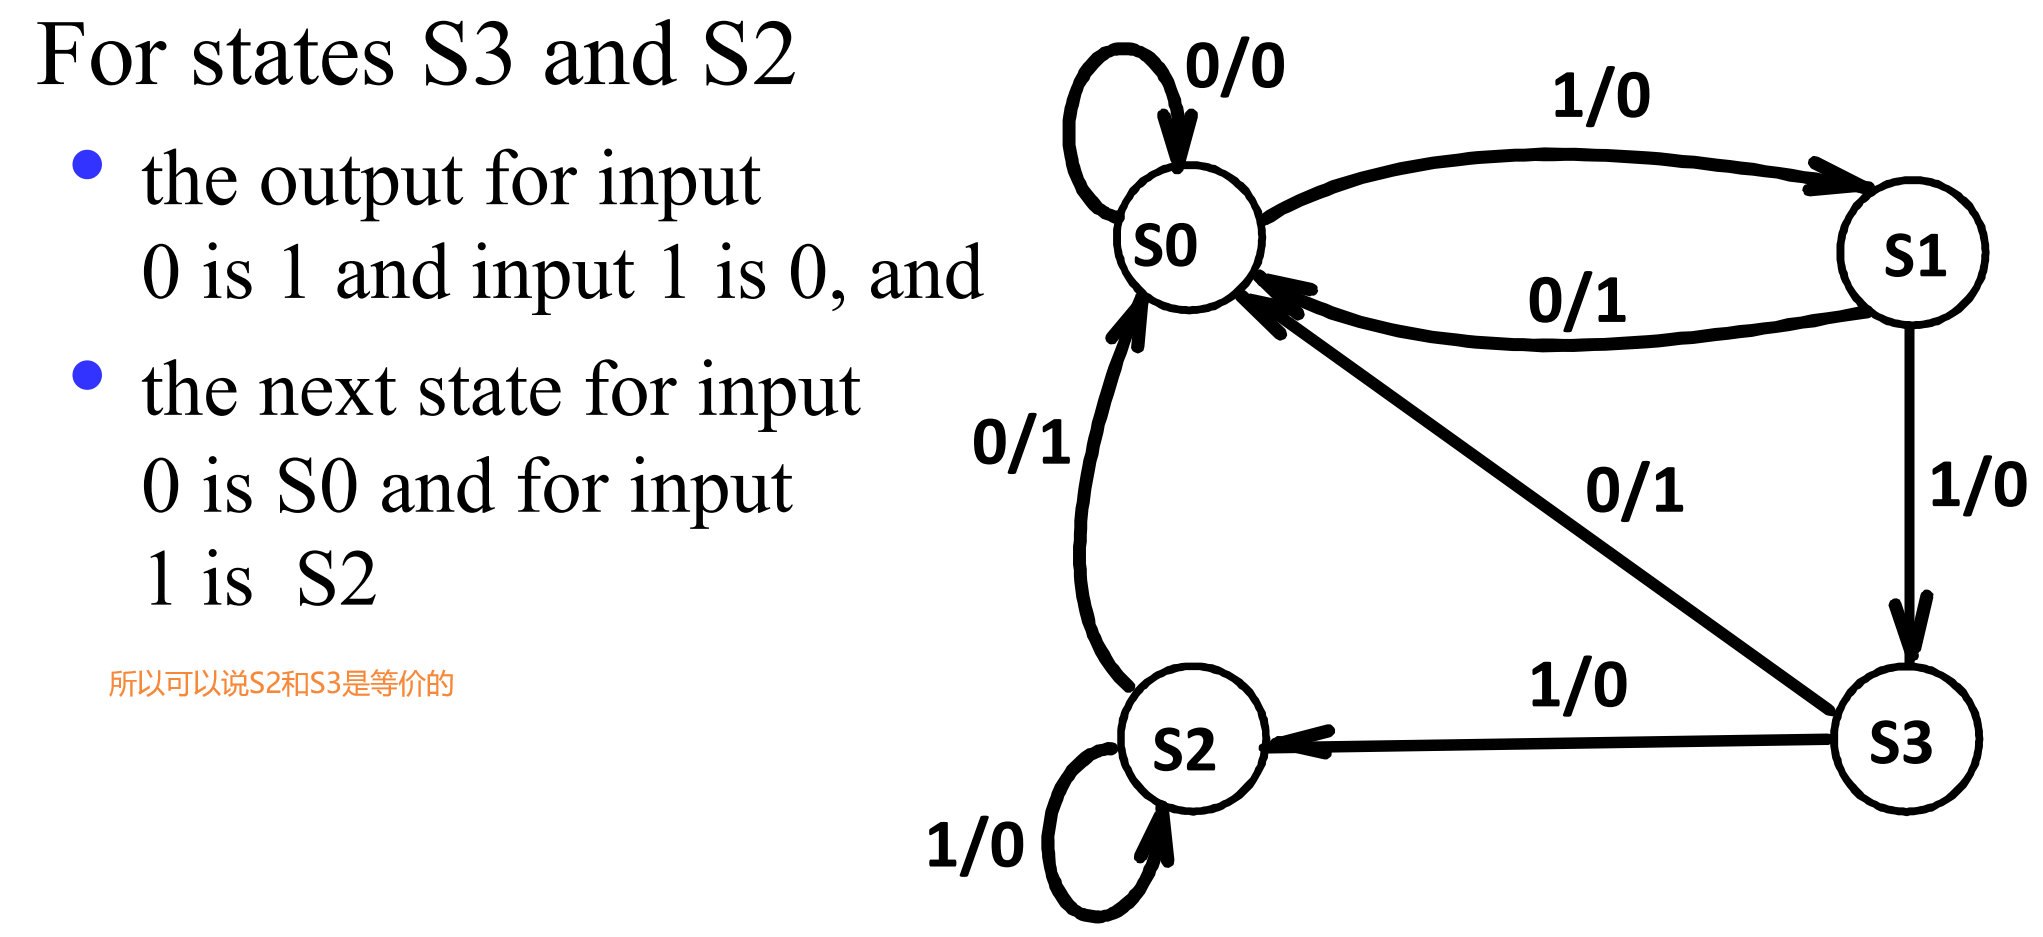 For states S3 and S2
the output for input
0 is 1 and input 1 is 0, and
the next state for input
0 is S0 and for input
1 is S2
所以可以说S2和S3是等价的
0/0
1/0
S0
S1
0/1
0/1
0/1
1/0
1/0
S2
S3
1/0